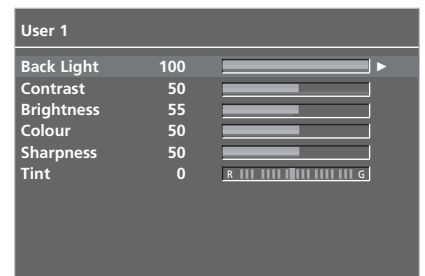 User 1
Back Light 100
Contrast 50
Brightness 55
Colour 50
Sharpness 50
Tint 0 R G